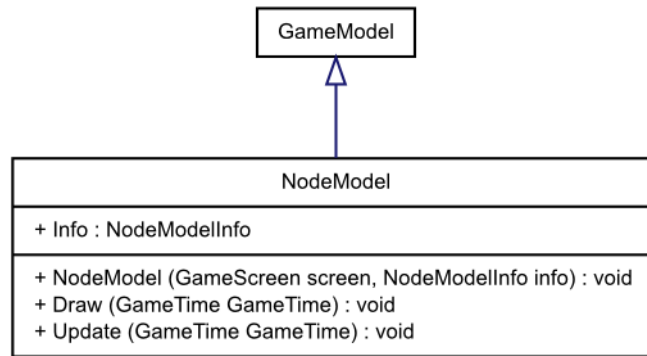 GameModel
NodeModel
+ Info : NodeModelInfo
+ NodeModel (GameScreen screen, NodeModelInfo info) : void
+ Draw (GameTime GameTime) : void
+ Update (GameTime GameTime) : void